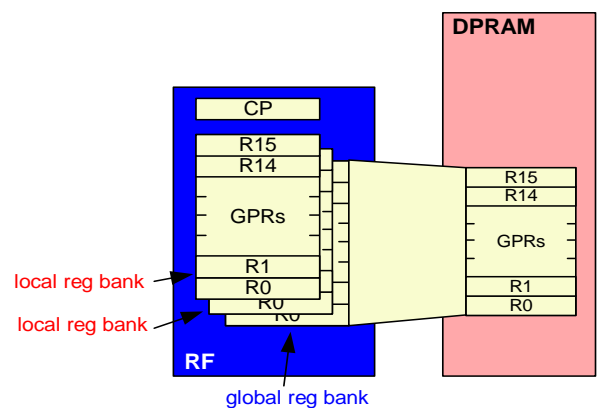 DPRAM
CP
R15
R14
GPRs
R1
R0
R0
R0
R15
R14
GPRs
R1
R0
local reg bank
local reg bank
RF
global reg bank